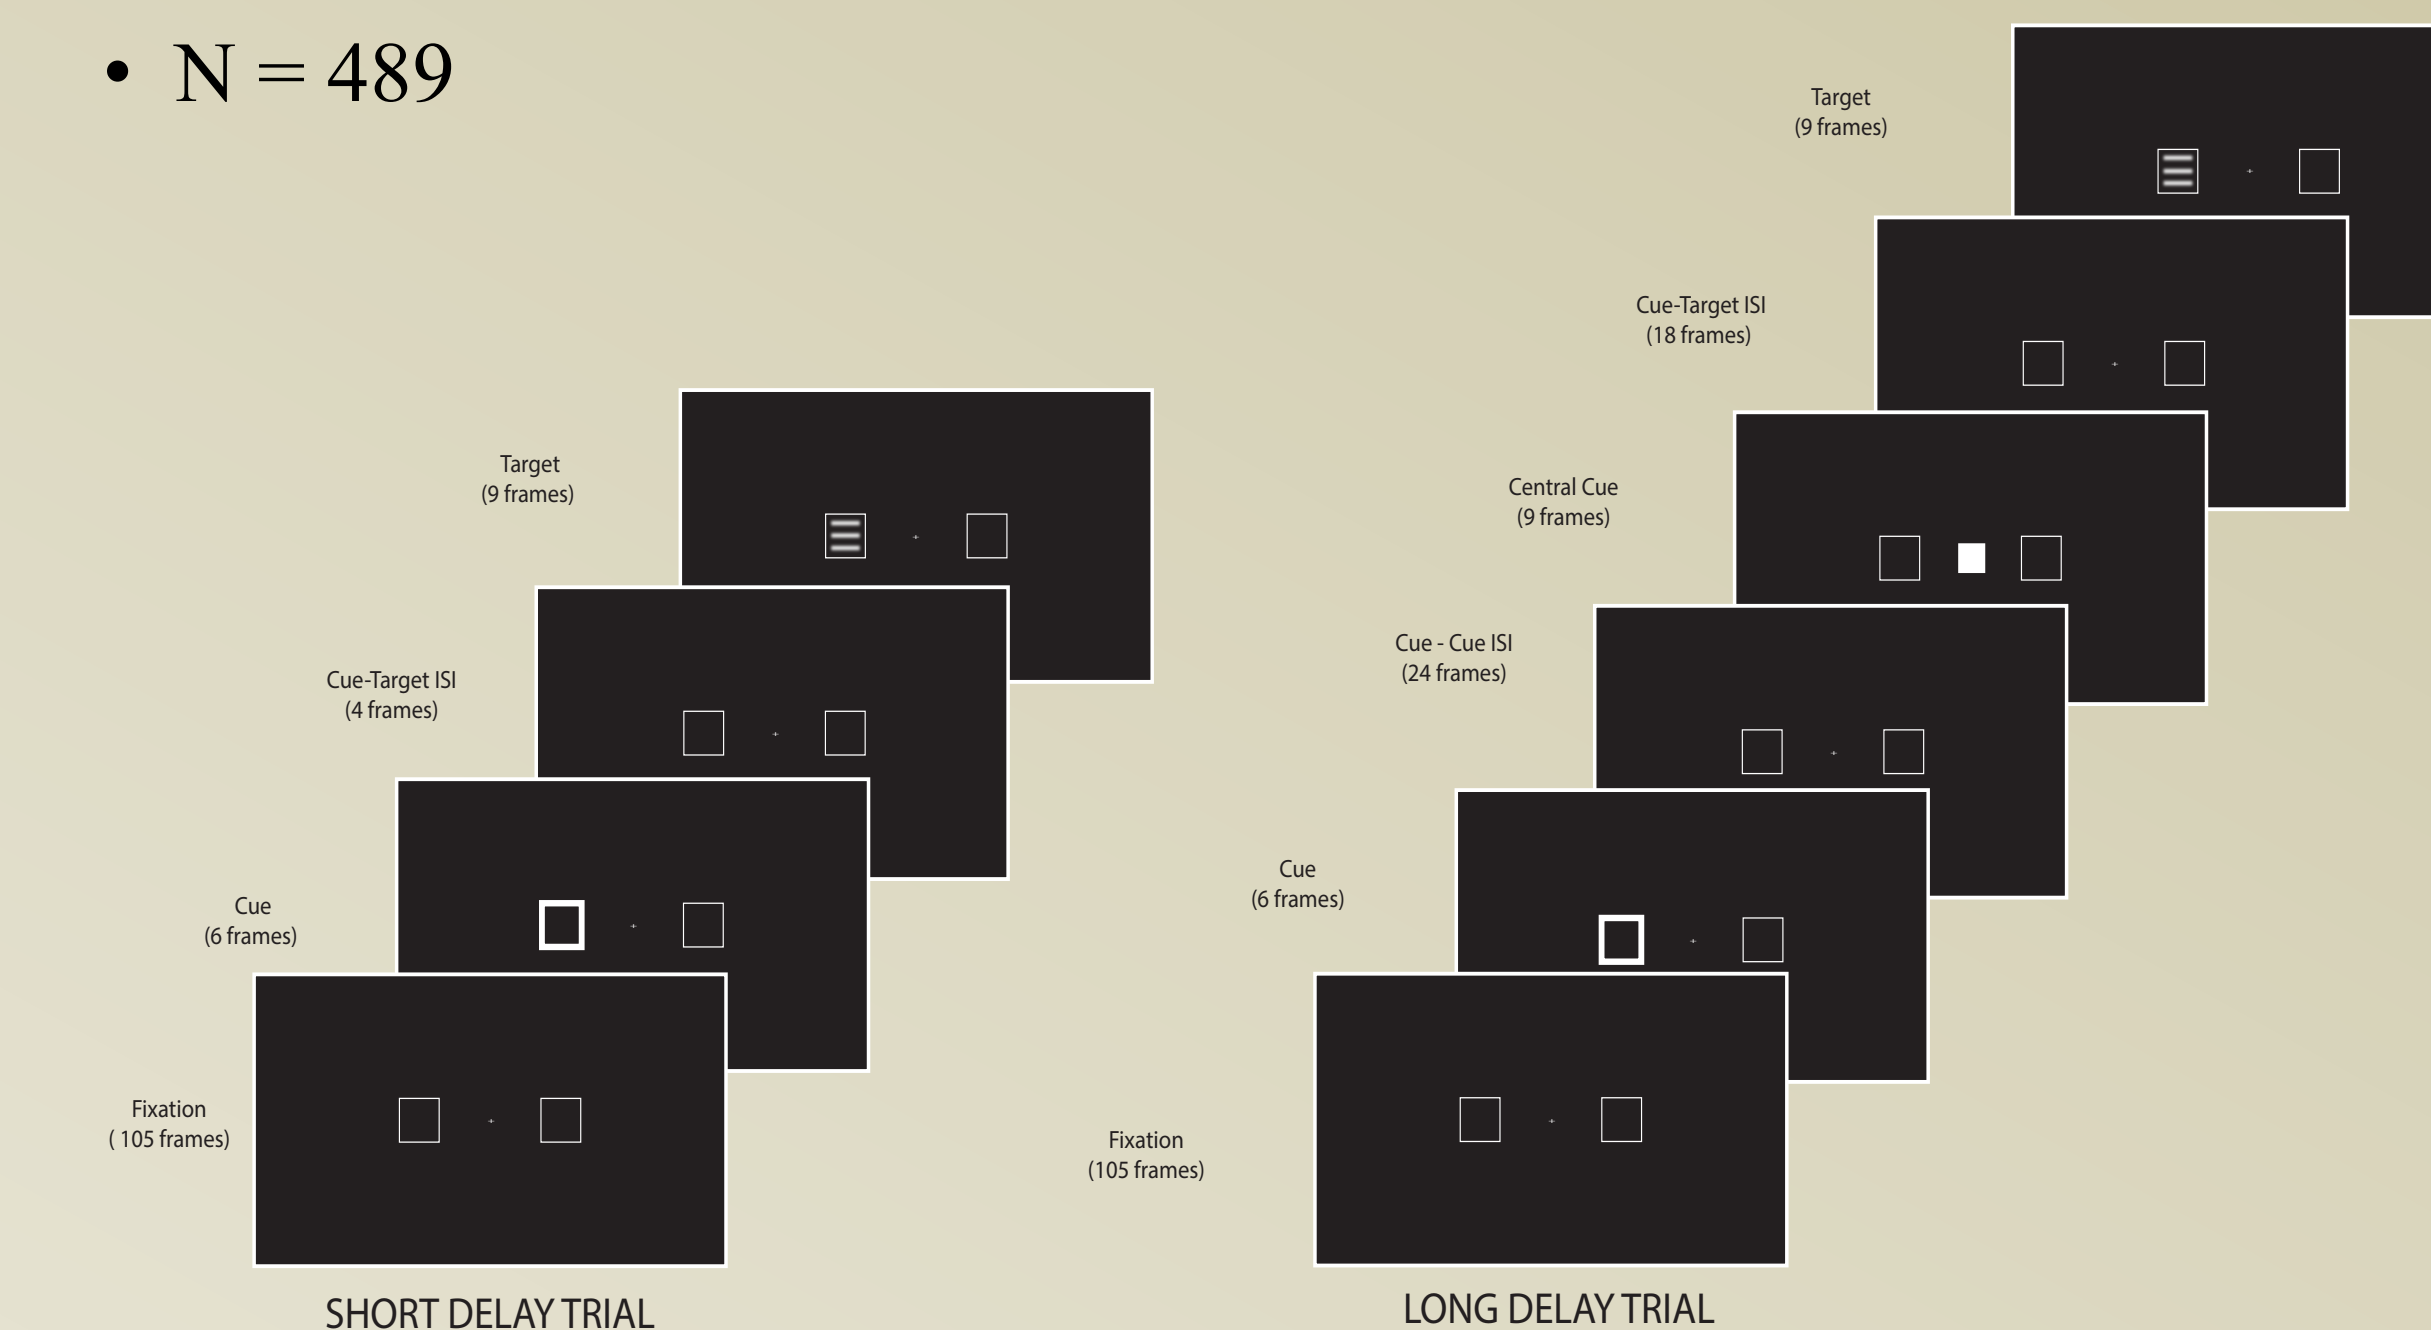 • N = 489
Target
(9 frames)
Cue-Target ISI
(4 frames)
Cue
(6 frames)
Fixation
( 105 frames)
SHORT DELAY TRIAL
Target
(9 frames)
Cue-Target ISI
(18 frames)
Central Cue
(9 frames)
Cue - Cue ISI
(24 frames)
Cue
(6 frames)
Fixation
(105 frames)
LONG DELAY TRIAL